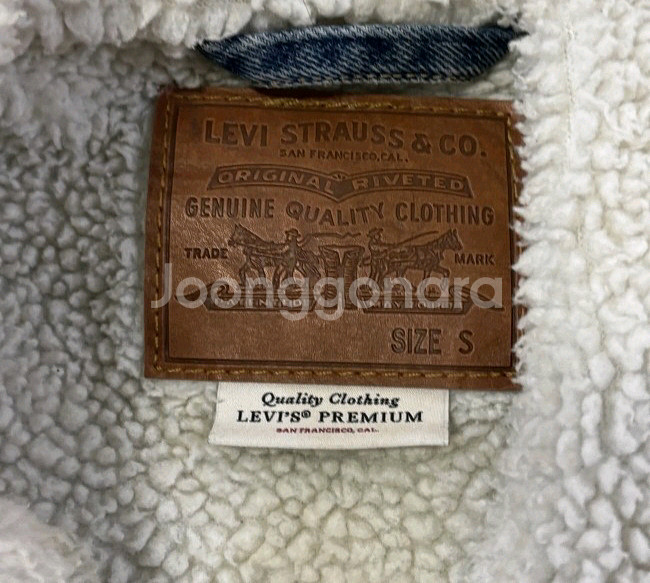 LEVI STRAUSS & CO.
SAN FRANCISCO, CAL.
ORIGINAL RIVETED
GENUINE QUALITY CLOTHING
TRADE MARK
Joonggonara
SIZE S
Quality Clothing
LEVI'S® PREMIUM
SAN FRANCISCO, CAL.